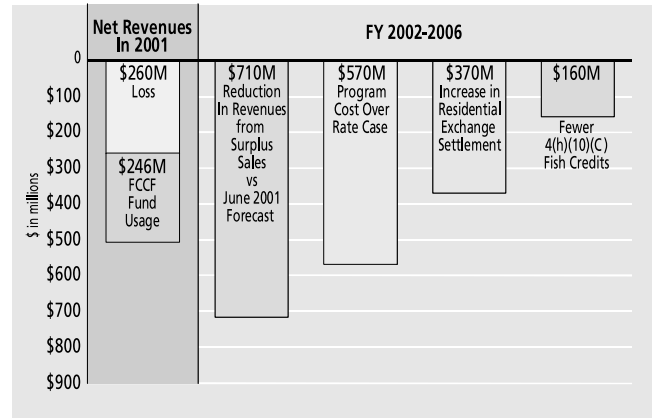 Net Revenues
In 2001
FY 2002-2006
$ in millions
0
$100
$200
$300
$400
$500
$600
$700
$800
$900
$260M
Loss
$246M
FCCF
Fund
Usage
$710M
Reduction
In Revenues
from
Surplus
Sales
vs
June 2001
Forecast
$570M
Program
Cost Over
Rate Case
$370M
Increase in
Residential
Exchange
Settlement
$160M
Fewer
4(h)(10)(C)
Fish Credits